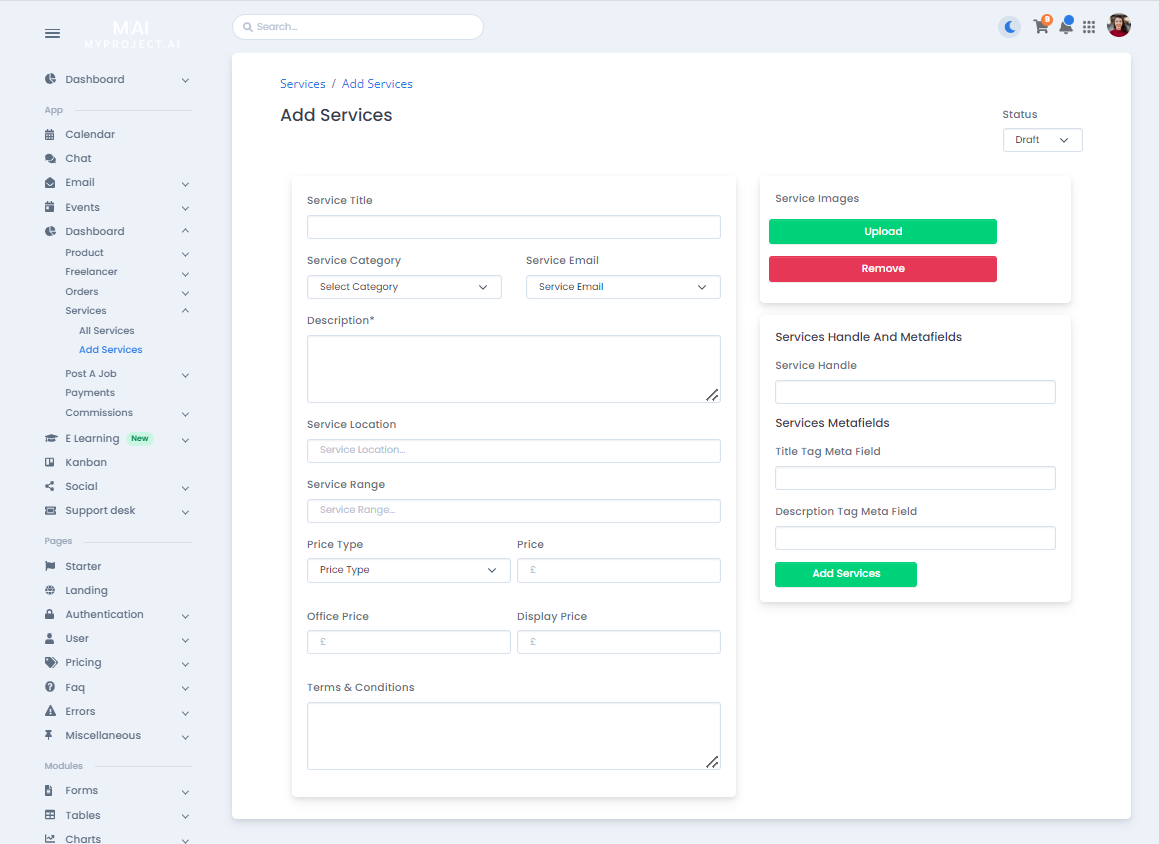 MAI
MYPROJECT.AI
Search...
9
Dashboard
App
Calendar
Chat
Email
Events
Dashboard
Product
Freelancer
Orders
Services
All Services
Add Services
Post A Job
Payments
Commissions
E Learning New
Kanban
Social
Support desk
Pages
Starter
Landing
Authentication
User
Pricing
Faq
Errors
Miscellaneous
Modules
Forms
Tables
Charts
Services / Add Services
Add Services
Status
Draft
Service Title
Service Category Service Email
Select Category Service Email
Description*
Service Location
Service Location...
Service Range
Service Range...
Price Type Price
Price Type £
Office Price Display Price
£ £
Terms & Conditions
Service Images
Upload
Remove
Services Handle And Metafields
Service Handle
Services Metafields
Title Tag Meta Field
Descrption Tag Meta Field
Add Services